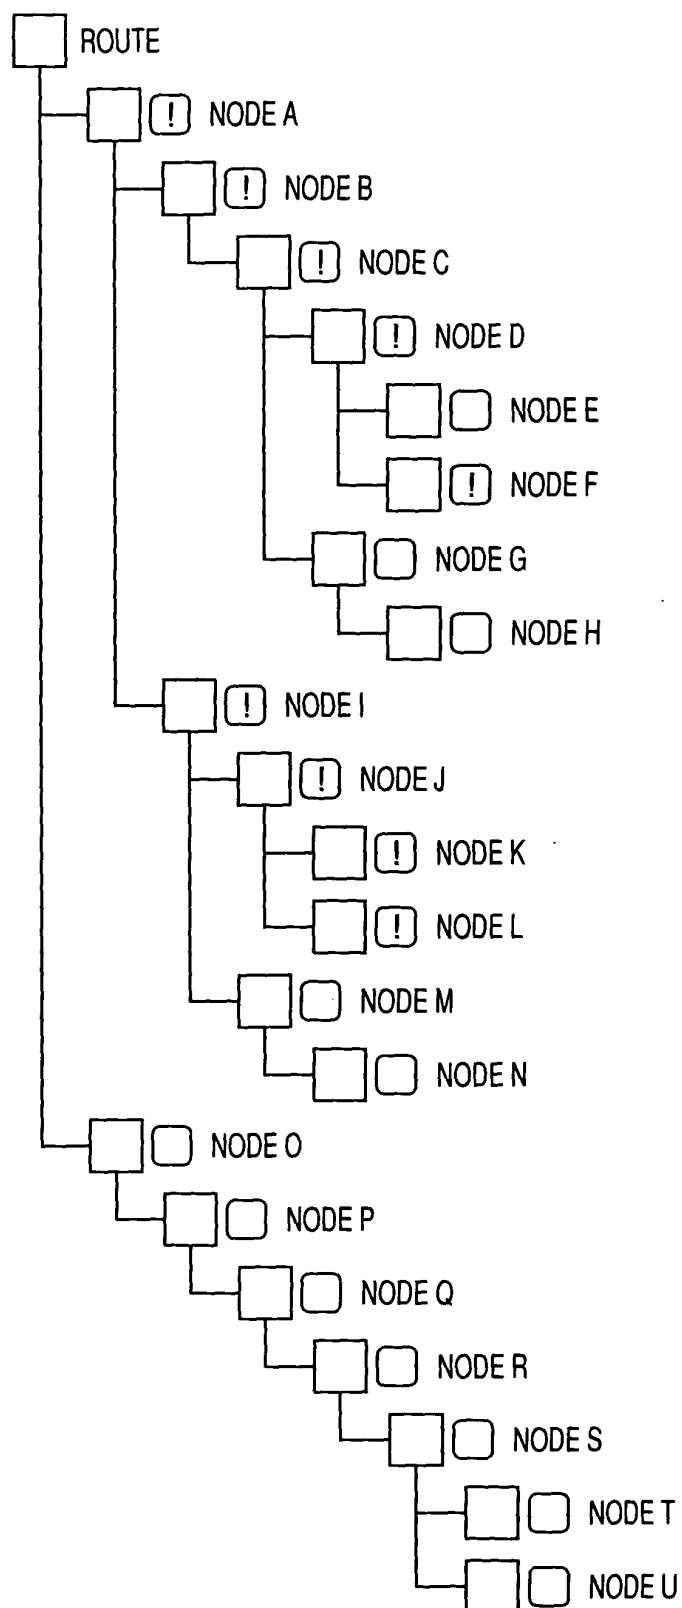 ROUTE
! NODE A
! NODE B
! NODE C
! NODE D
NODE E
! NODE F
NODE G
NODE H
! NODE I
! NODE J
! NODE K
! NODE L
NODE M
NODE N
NODE O
NODE P
NODE Q
NODE R
NODE S
NODE T
NODE U